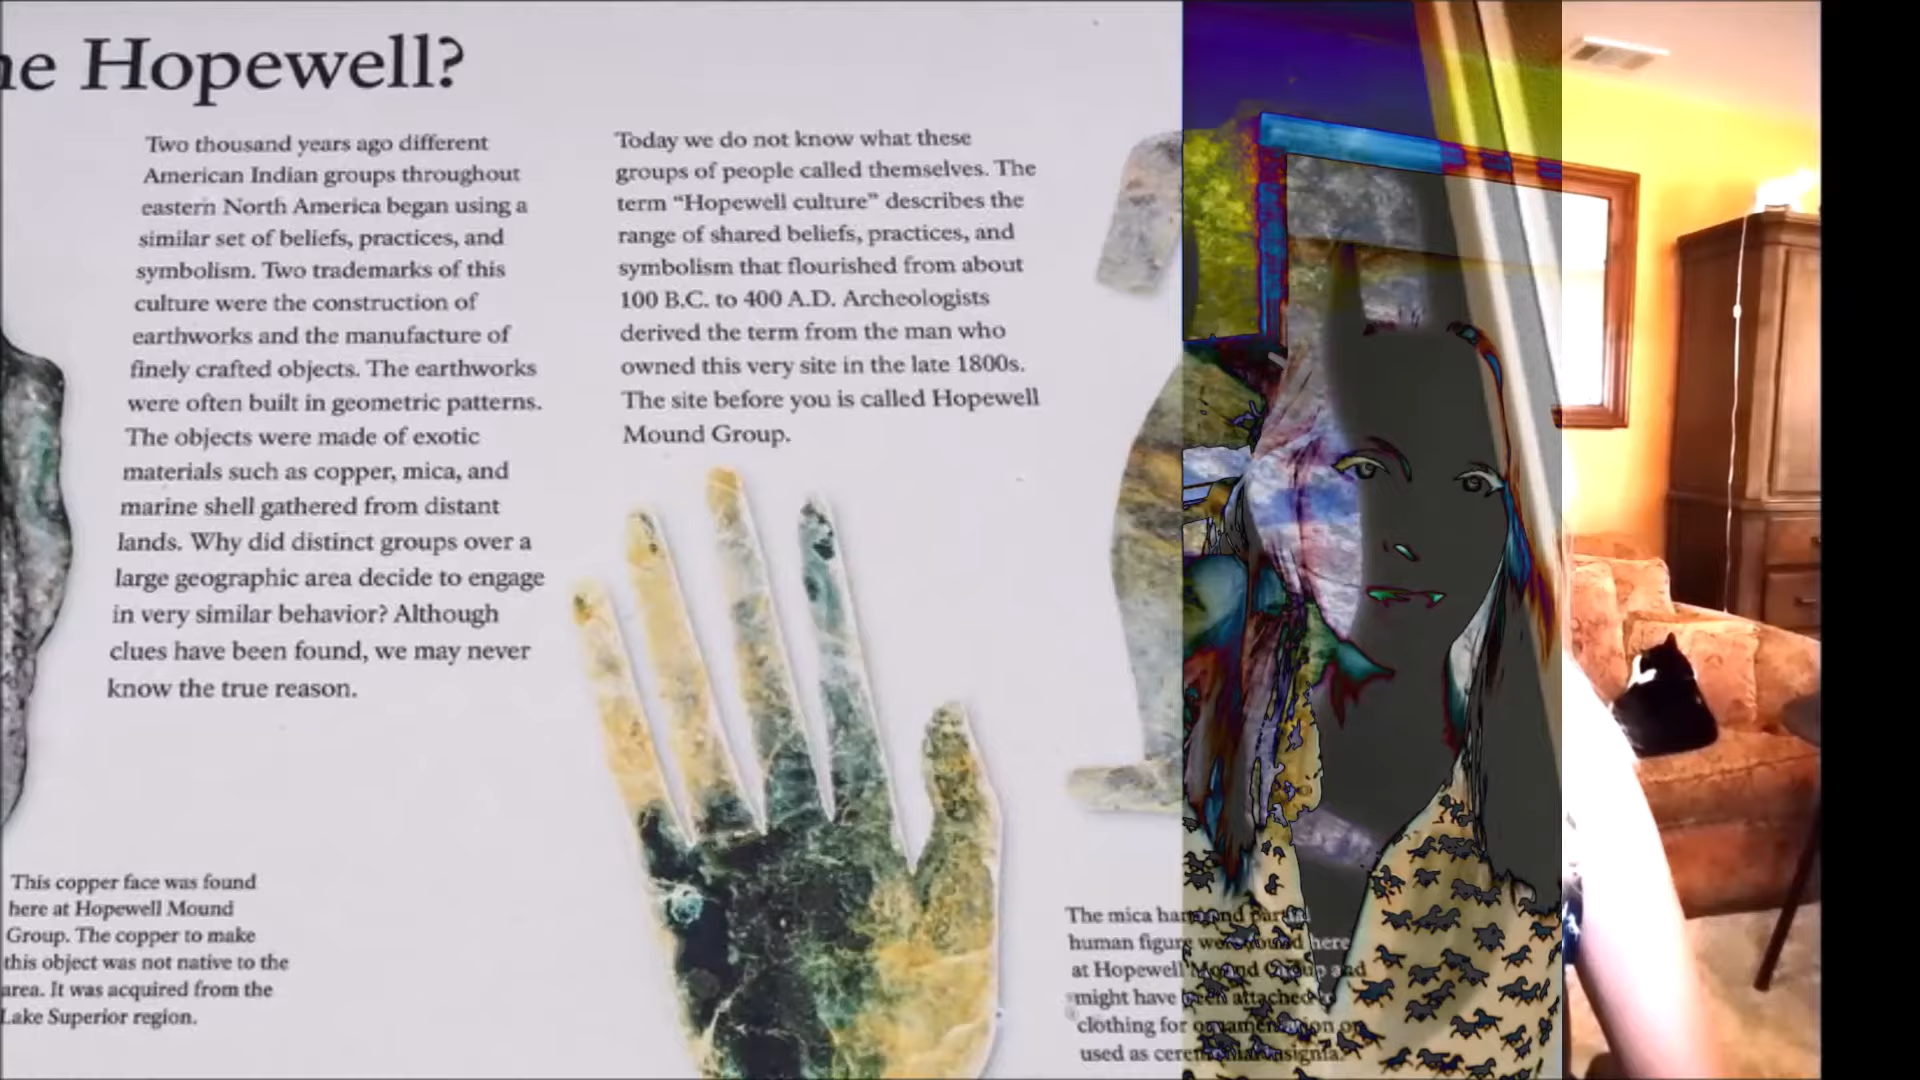 ne Hopewell?
Two thousand years ago different
American Indian groups throughout
eastern North America began using a
similar set of beliefs, practices, and
symbolism. Two trademarks of this
culture were the construction of
earthworks and the manufacture of
finely crafted objects. The earthworks
were often built in geometric patterns.
The objects were made of exotic
materials such as copper, mica, and
marine shell gathered from distant
lands. Why did distinct groups over a
large geographic area decide to engage
in very similar behavior? Although
clues have been found, we may never
know the true reason.
Today we do not know what these
groups of people called themselves. The
term “Hopewell culture” describes the
range of shared beliefs, practices, and
symbolism that flourished from about
100 B.C. to 400 A.D. Archeologists
derived the term from the man who
owned this very site in the late 1800s.
The site before you is called Hopewell
Mound Group.
This copper face was found
here at Hopewell Mound
Group. The copper to make
this object was not native to the
area. It was acquired from the
Lake Superior region.
The mica hand and partial
human figure were found here
at Hopewell Mound Group and
might have been attached to
clothing for ornamentation or
used as ceremonial insignia.